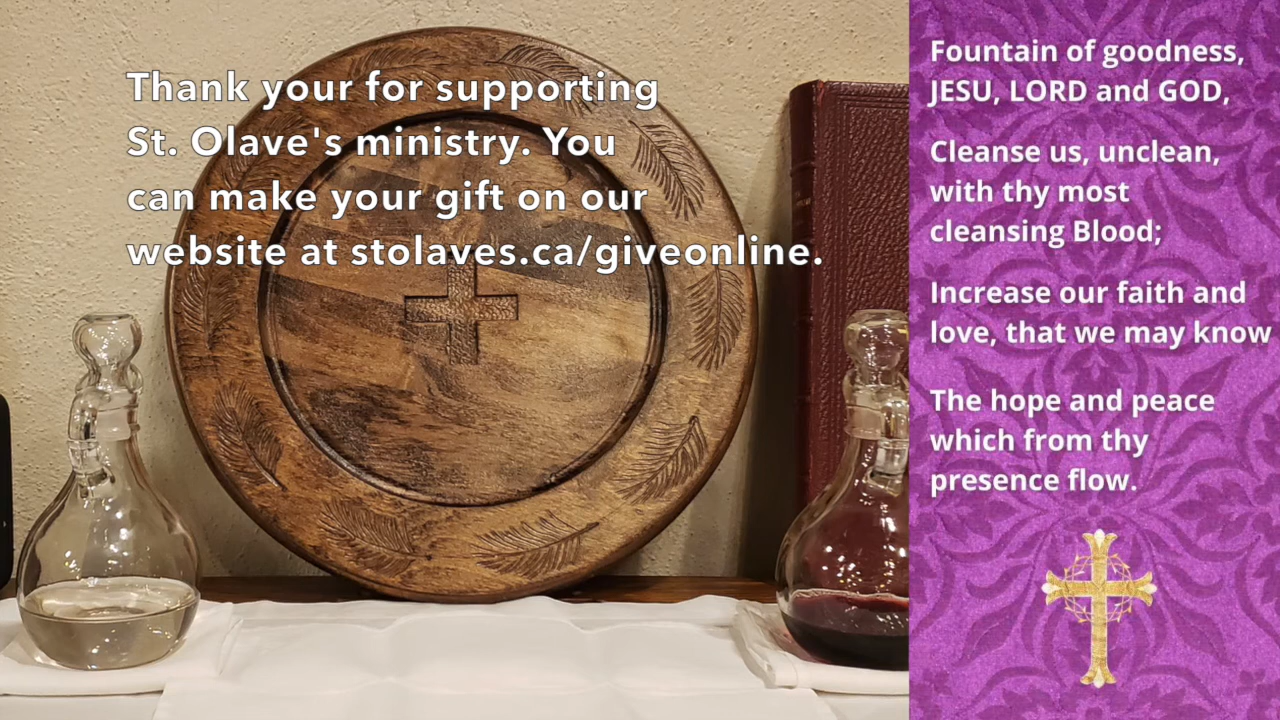 Thank your for supporting
St. Olave's ministry. You
can make your gift on our
website at stolaves.ca/giveonline.
Fountain of goodness,
JESU, LORD and GOD,
Cleanse us, unclean,
with thy most
cleansing Blood;
Increase our faith and
love, that we may know
The hope and peace
which from thy
presence flow.